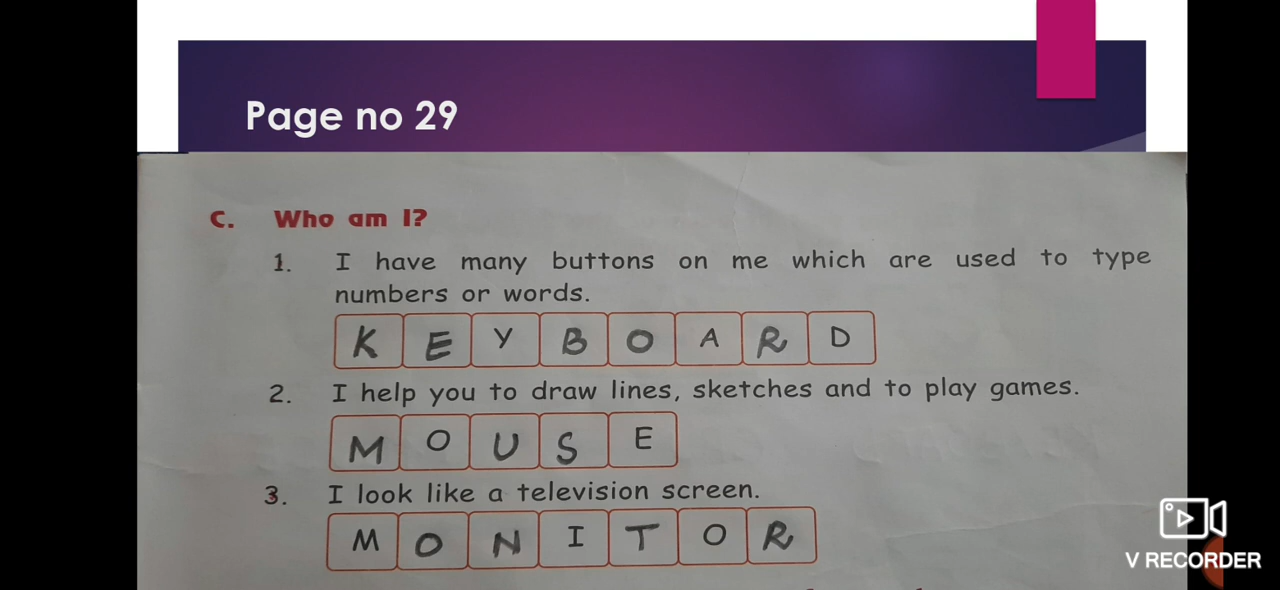 Page no 29
C. Who am I?
1. I have many buttons on me which are used to type
numbers or words.
K E Y B O A R D
2. I help you to draw lines, sketches and to play games.
M O U S E
3. I look like a television screen.
M O N I T O R
V RECORDER